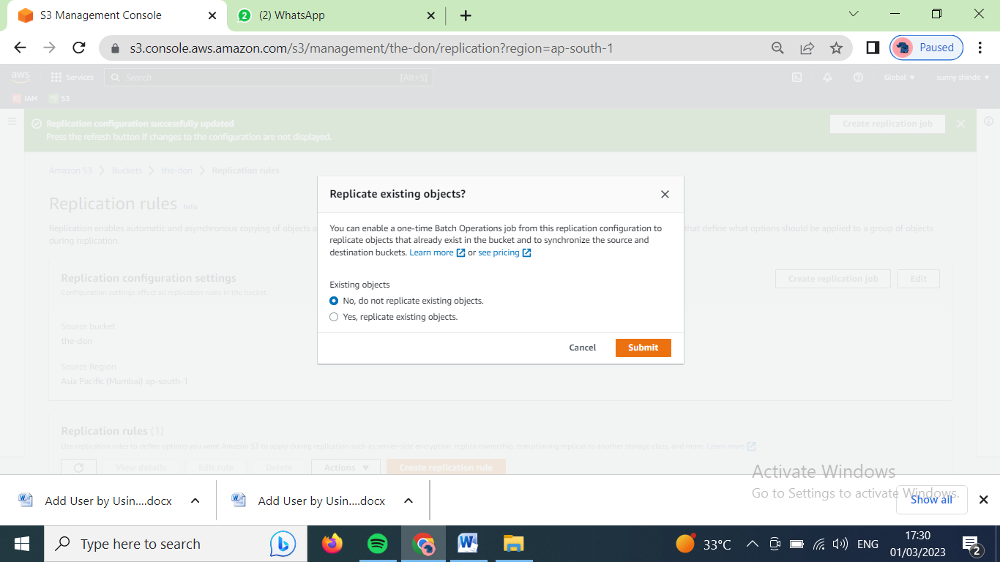 S3 Management Console
(2) WhatsApp
s3.console.aws.amazon.com/s3/management/the-don/replication?region=ap-south-1
Paused
aws
Services
Search
[Alt+S]
Global
sunny shinde
IAM
S3
Replication configuration successfully updated
Press the refresh button if changes to the configuration are not displayed.
Create replication job
Amazon S3
Buckets
the-don
Replication rules
Replication rules Info
Replication enables automatic and asynchronous copying of objects a
that define what options should be applied to a group of objects
during replication.
Replicate existing objects?
You can enable a one-time Batch Operations job from this replication configuration to
replicate objects that already exist in the bucket and to synchronize the source and
destination buckets. Learn more or see pricing
Existing objects
No, do not replicate existing objects.
Yes, replicate existing objects.
Cancel
Submit
Replication configuration settings
Configuration settings affect all replication rules in the bucket.
Create replication job
Edit
Source bucket
the-don
Source Region
Asia Pacific (Mumbai) ap-south-1
Replication rules (1)
Use replication rules to define options you want Amazon S3 to apply during replication such as server-side encryption, replica ownership, transitioning replicas to another storage class, and more. Learn more
View details
Edit rule
Delete
Actions
Create replication rule
Activate Windows
Go to Settings to activate Windows.
Add User by Usin....docx
Add User by Usin....docx
Show all
Type here to search
33°C
ENG
17:30
01/03/2023
2